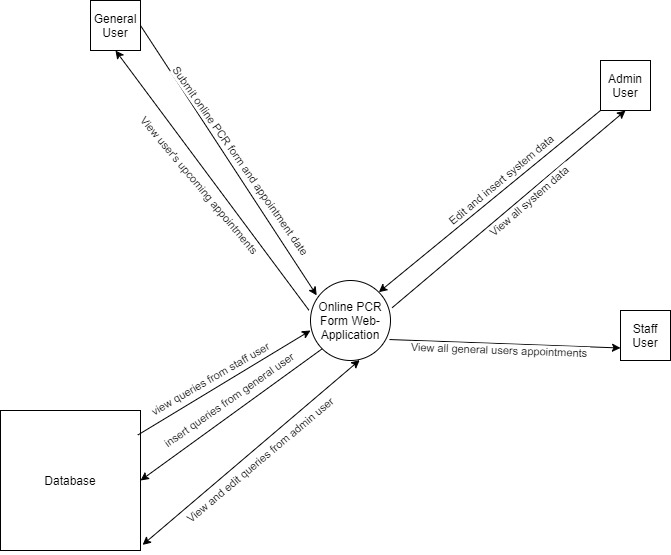 General
User
Admin
User
Submit online PCR form and appointment date
View user's upcoming appointments
Edit and insert system data
View all system data
Online PCR
Form Web-
Application
Staff
User
View all general users appointments
view queries from staff user
insert queries from general user
View and edit queries from admin user
Database